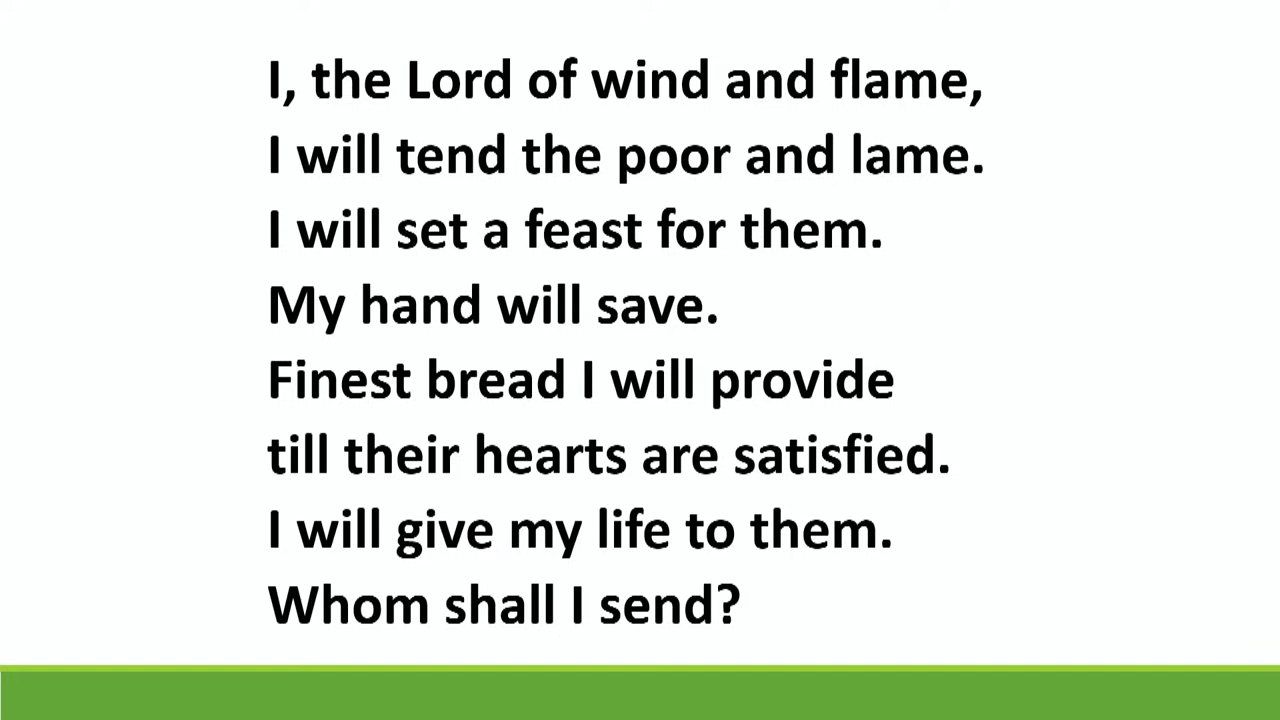 I, the Lord of wind and flame,
I will tend the poor and lame.
I will set a feast for them.
My hand will save.
Finest bread I will provide
till their hearts are satisfied.
I will give my life to them.
Whom shall I send?